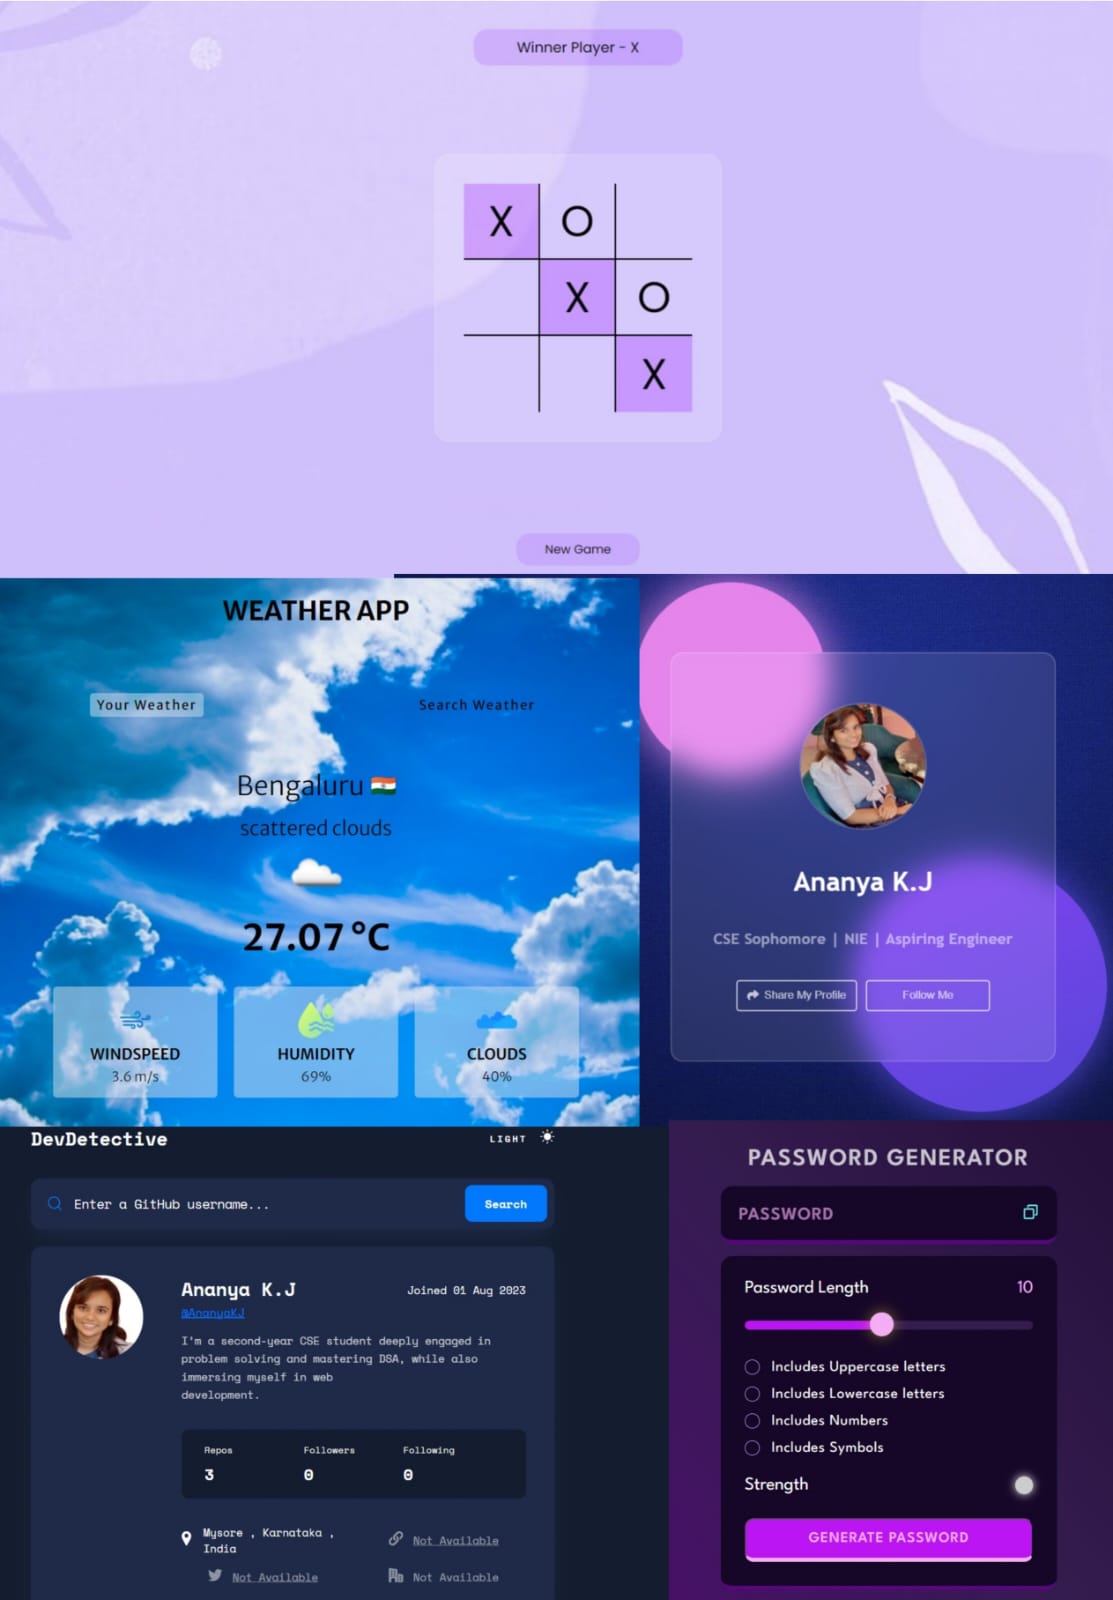 Winner Player - X
X O
X O
X
New Game
WEATHER APP
Your Weather
Search Weather
Bengaluru
scattered clouds
27.07 °C
WINDSPEED
3.6 m/s
HUMIDITY
69%
CLOUDS
40%
Ananya K.J
CSE Sophomore | NIE | Aspiring Engineer
Share My Profile
Follow Me
DevDetective
LIGHT
Enter a GitHub username...
Search
Ananya K.J
Joined 01 Aug 2023
@AnanyaKJ
I'm a second-year CSE student deeply engaged in
problem solving and mastering DSA, while also
immersing myself in web
development.
Repos
Followers
Following
3
0
0
Mysore , Karnataka ,
India
Not Available
Not Available
Not Available
PASSWORD GENERATOR
PASSWORD
Password Length
10
Includes Uppercase letters
Includes Lowercase letters
Includes Numbers
Includes Symbols
Strength
GENERATE PASSWORD